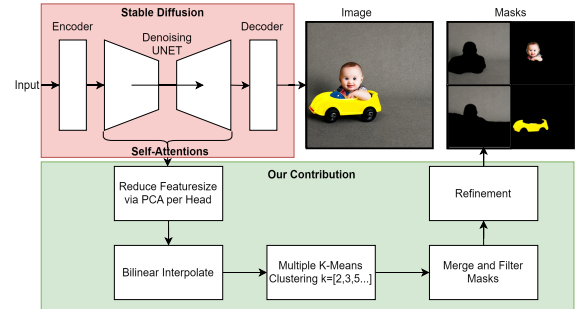 Stable Diffusion
Image
Masks
Encoder
Denoising
UNET
Decoder
Input
Self-Attentions
Our Contribution
Reduce Featuresize
via PCA per Head
Refinement
Bilinear Interpolate
Multiple K-Means
Clustering k=[2,3,5...]
Merge and Filter
Masks